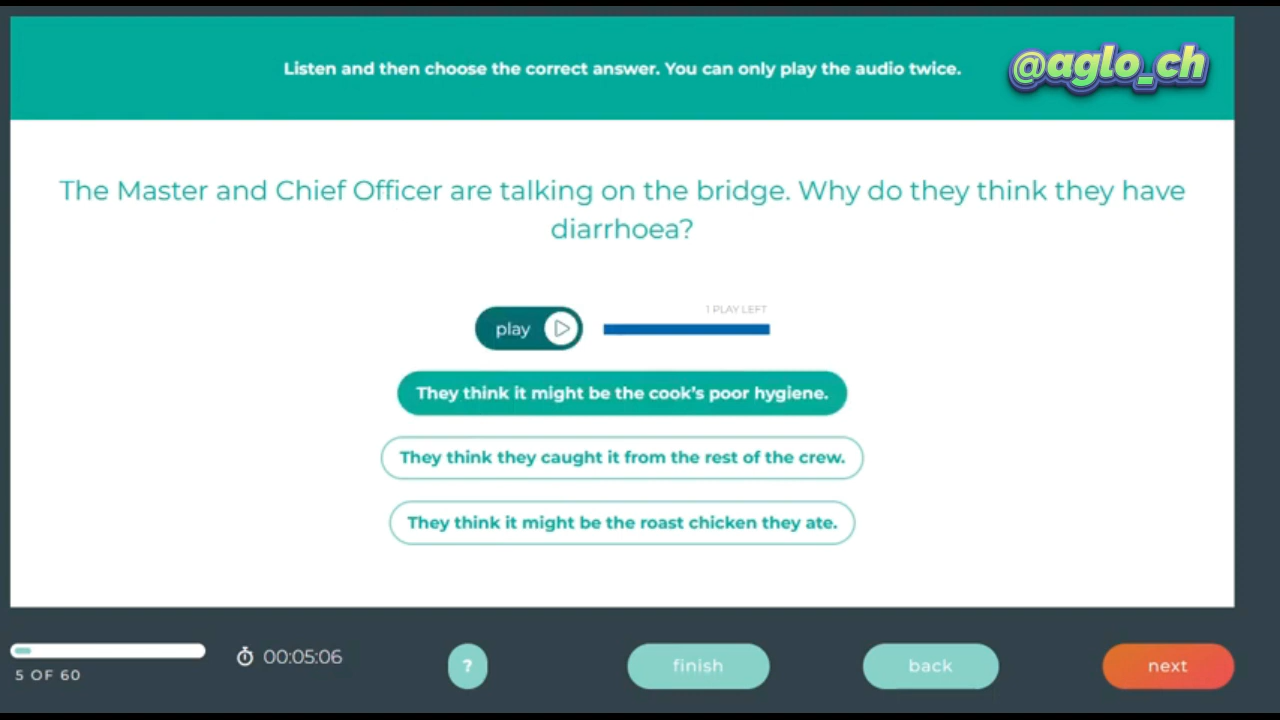 Listen and then choose the correct answer. You can only play the audio twice.
@aglo_ch
The Master and Chief Officer are talking on the bridge. Why do they think they have
diarrhoea?
1 PLAY LEFT
play
They think it might be the cook's poor hygiene.
They think they caught it from the rest of the crew.
They think it might be the roast chicken they ate.
00:05:06
5 OF 60
?
finish
back
next